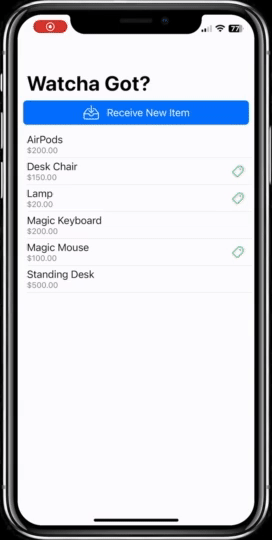 77
Watcha Got?
Receive New Item
AirPods
$200.00
Desk Chair
$150.00
Lamp
$20.00
Magic Keyboard
$200.00
Magic Mouse
$100.00
Standing Desk
$500.00